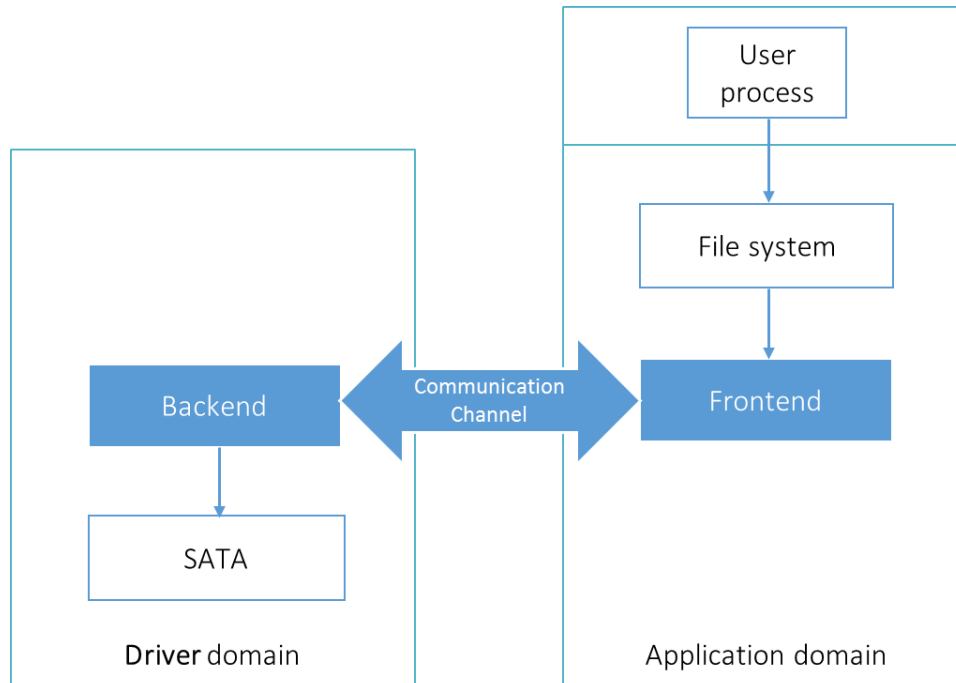 User
process
File system
Communication
Channel
Backend
Frontend
SATA
Driver domain
Application domain